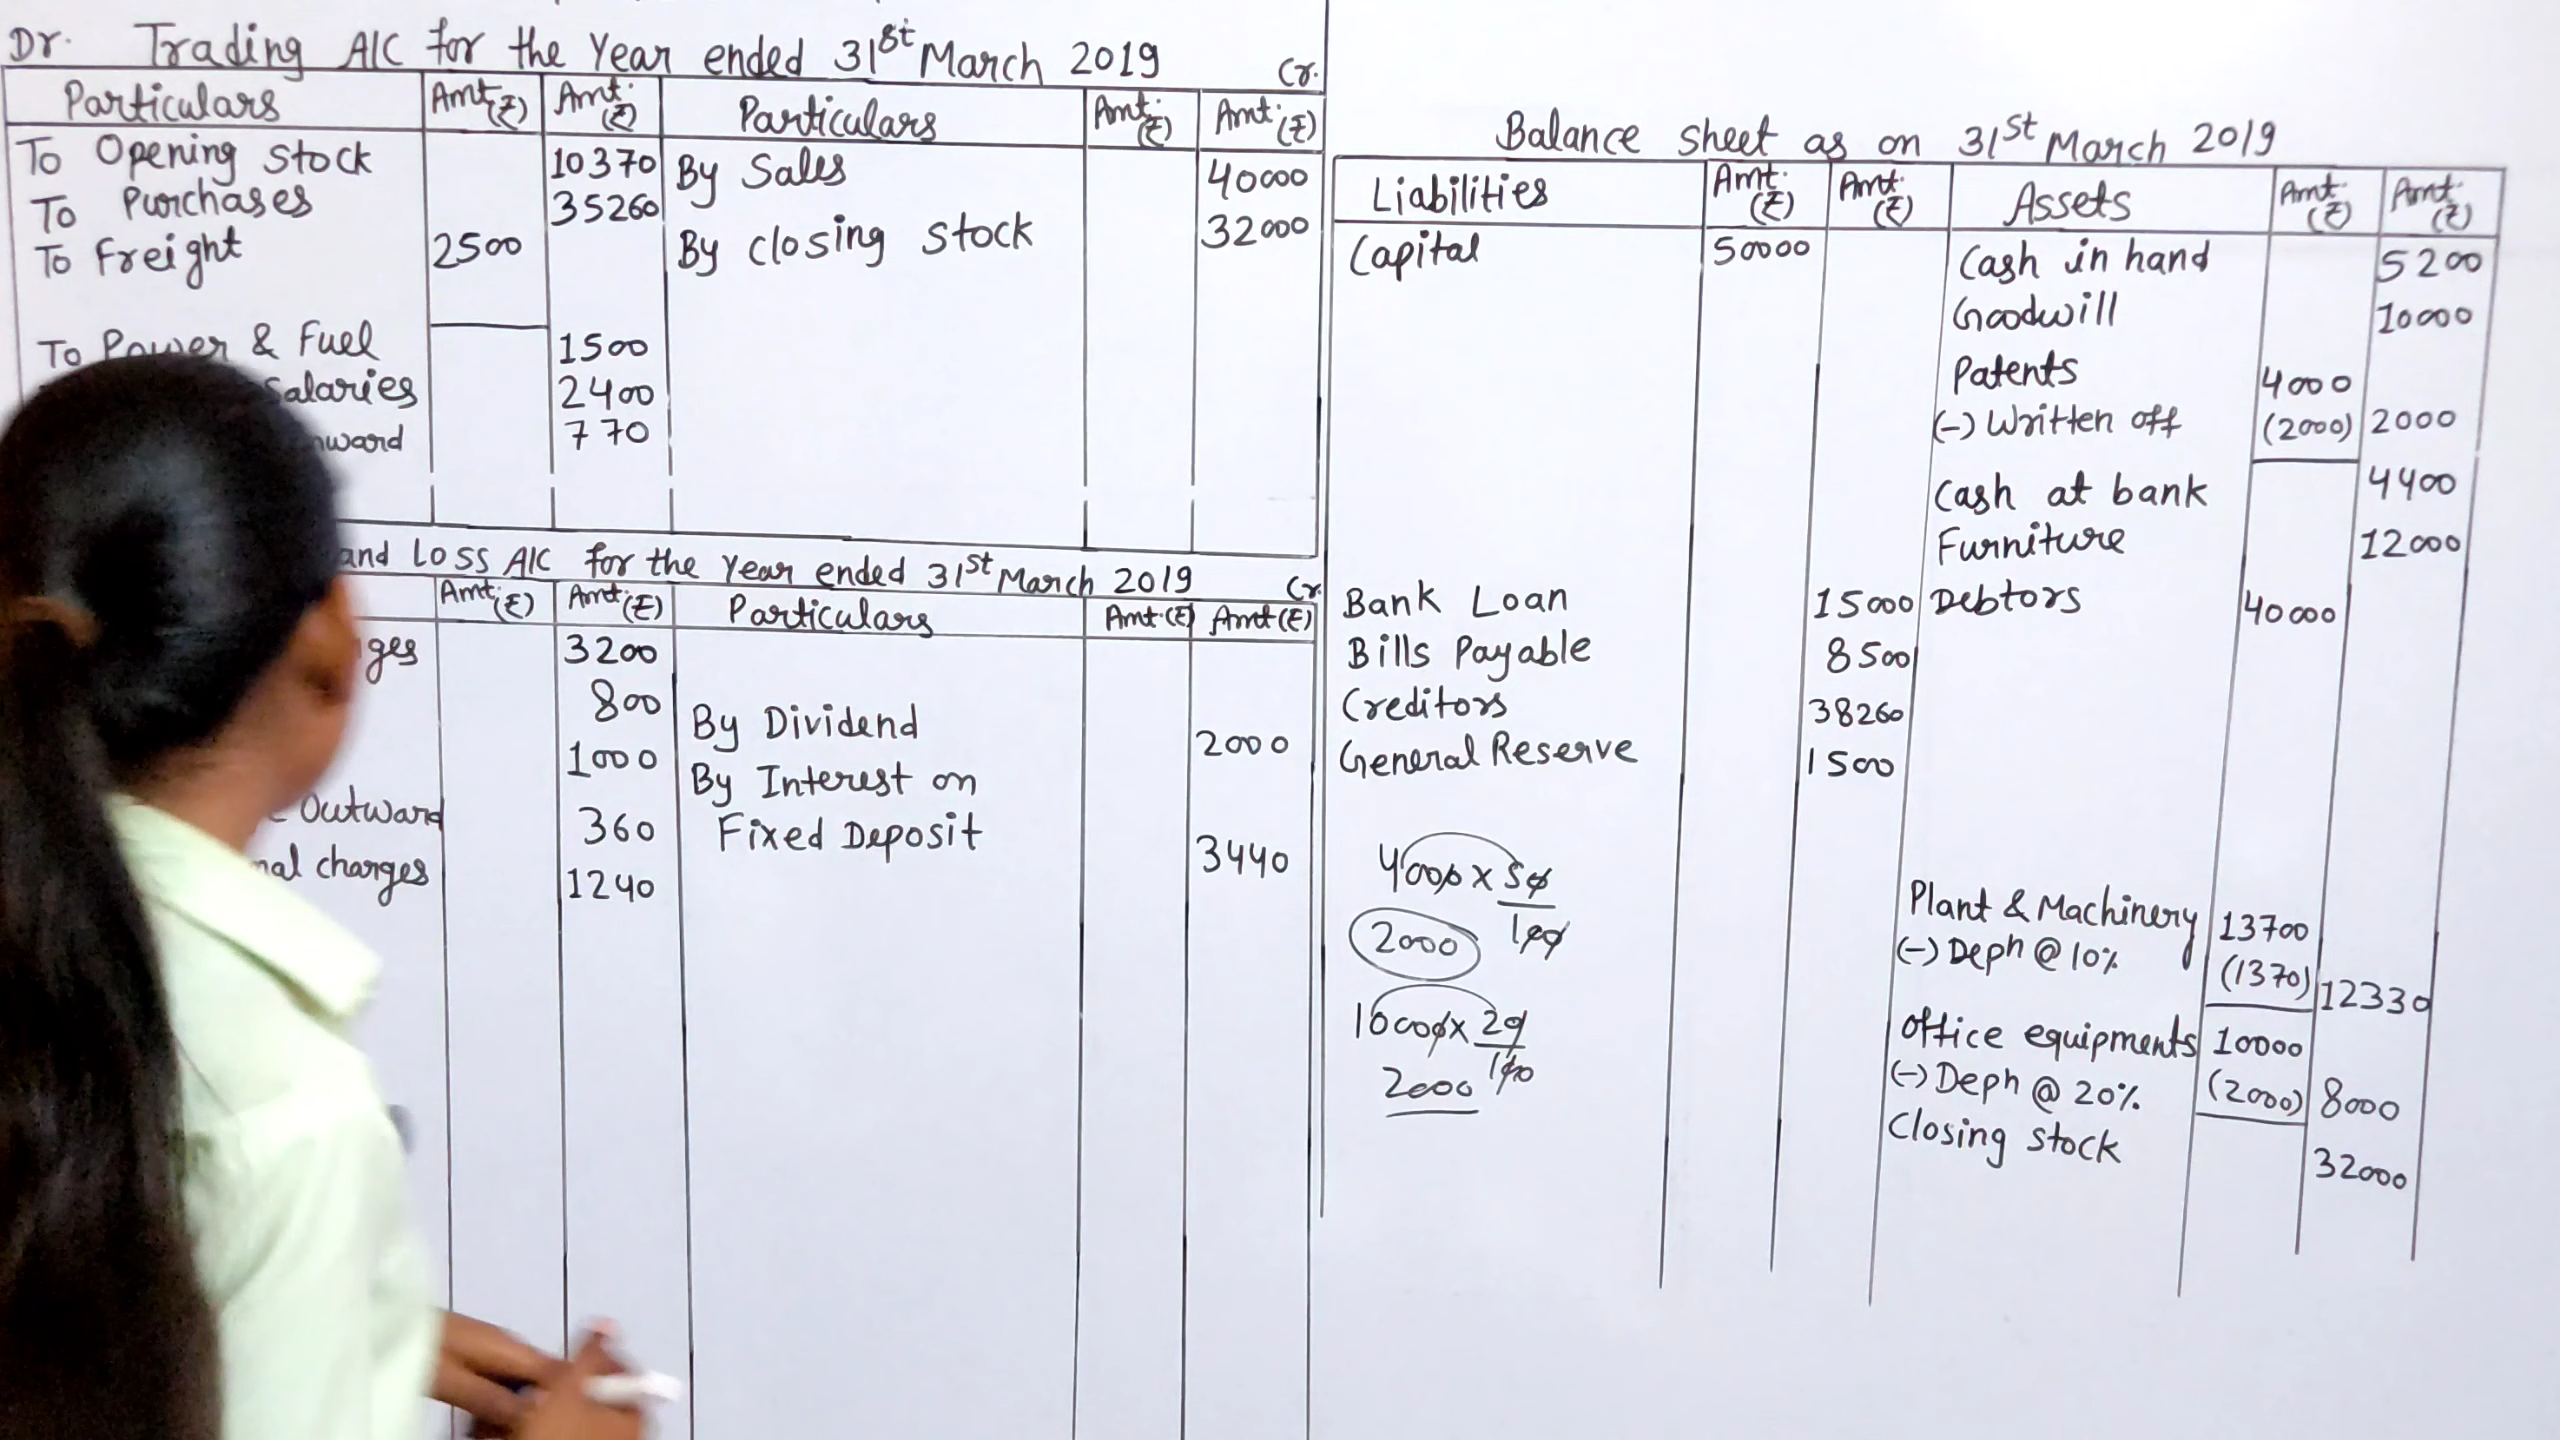 Dr. Trading A/C for the Year ended 31st March 2019 Cr.
Particulars Amt.(₹) Amt.(₹) Particulars Amt.(₹) Amt.(₹)
To Opening Stock 10370 By Sales 40000
To Purchases 35260
By Closing Stock 32000
To Freight 2500
To Power & Fuel 1500
Salaries 2400
770
and Loss A/C for the Year ended 31st March 2019 Cr.
Amt.(₹) Amt.(₹) Particulars Amt.(₹) Amt(₹)
3200
800 By Dividend 2000
1000 By Interest on
Outward 360 Fixed Deposit 3440
charges 1240
Balance Sheet as on 31st March 2019
Liabilities Amt.(₹) Amt.(₹) Assets Amt.(₹) Amt.(₹)
Capital 50000 Cash in hand 5200
Goodwill 10000
Patents 4000
(-) Written off (2000) 2000
Cash at bank 4400
Furniture 12000
Bank Loan 15000 Debtors 40000
Bills Payable 8500
Creditors 38260
General Reserve 1500
4000 x 50
100
2000
10000 x 20
100
2000
Plant & Machinery 13700
(-) Deph @ 10% (1370) 12330
Office equipments 10000
(-) Deph @ 20% (2000) 8000
Closing Stock 32000